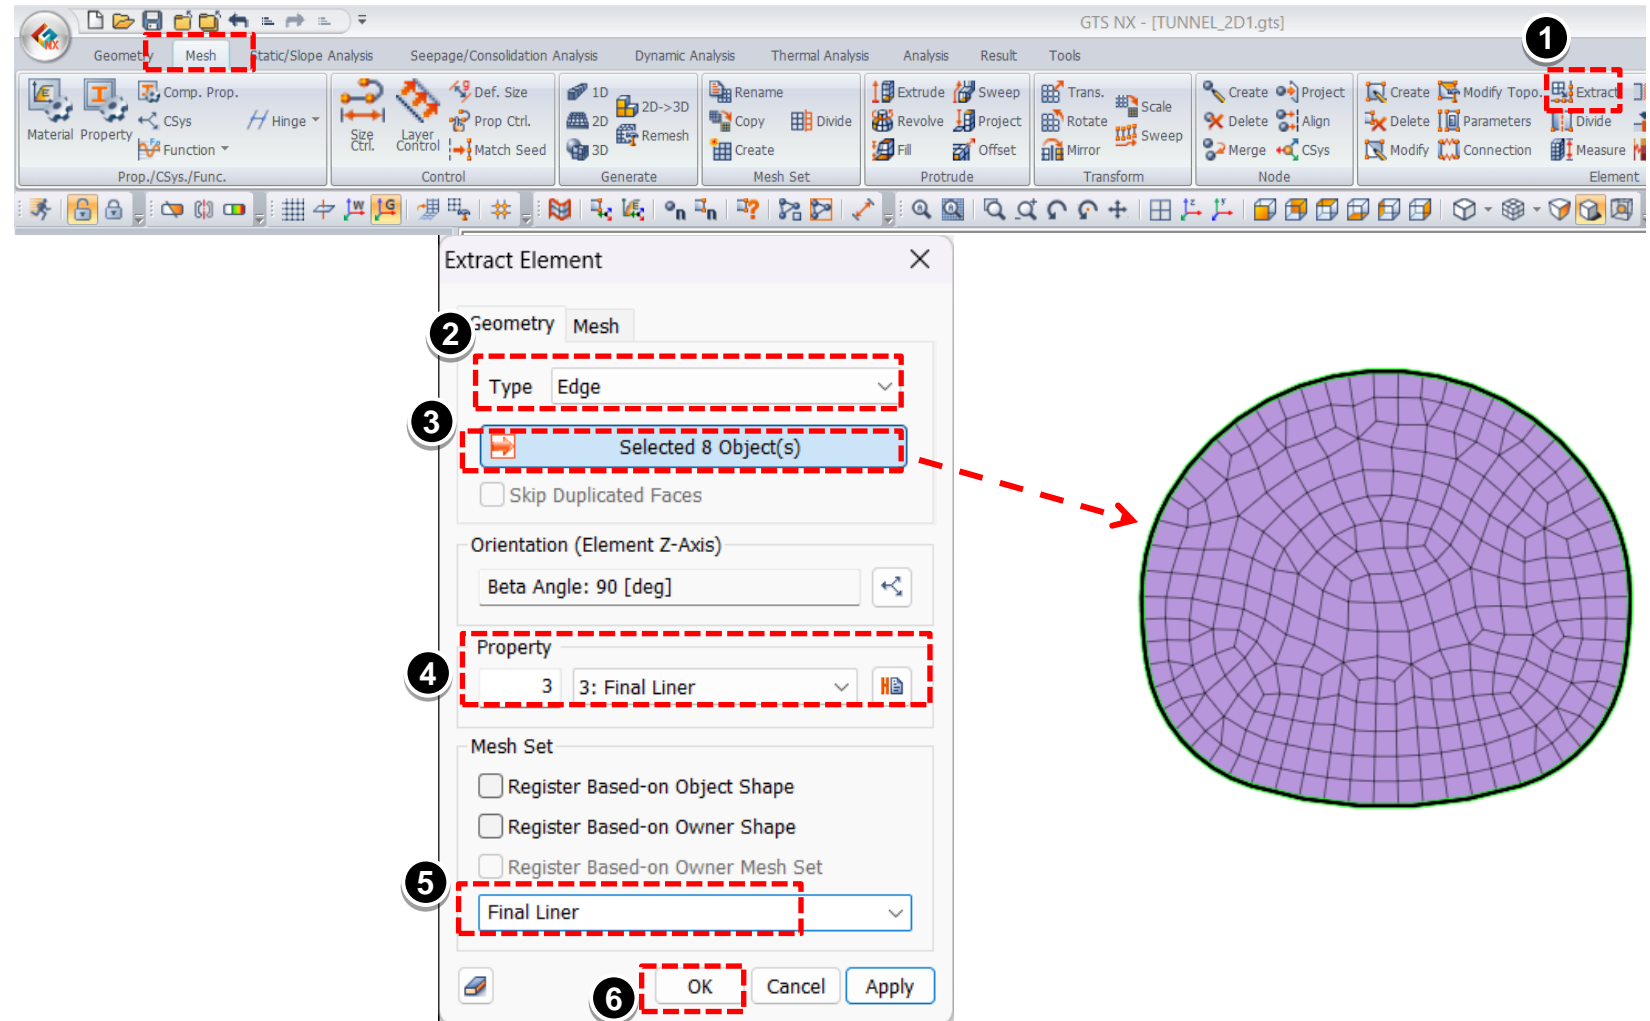 GTS NX - [TUNNEL_2D1.gts]
1
Geometry Mesh Static/Slope Analysis Seepage/Consolidation Analysis Dynamic Analysis Thermal Analysis Analysis Result Tools
Comp. Prop. Def. Size 1D 2D->3D Rename Extrude Sweep Trans. Scale Create Project Create Modify Topo. Extract
Material Property CSys Hinge Size Ctrl. Layer Control Prop Ctrl. 2D Remesh Copy Divide Revolve Project Rotate Sweep Delete Align Delete Parameters Divide
Function Match Seed 3D Create Fill Offset Mirror Merge CSys Modify Connection Measure
Prop./CSys./Func. Control Generate Mesh Set Protrude Transform Node Element
Extract Element
Geometry Mesh
2
Type Edge
3
Selected 8 Object(s)
Skip Duplicated Faces
Orientation (Element Z-Axis)
Beta Angle: 90 [deg]
Property
4
3 3: Final Liner
Mesh Set
Register Based-on Object Shape
Register Based-on Owner Shape
Register Based-on Owner Mesh Set
5
Final Liner
6
OK Cancel Apply